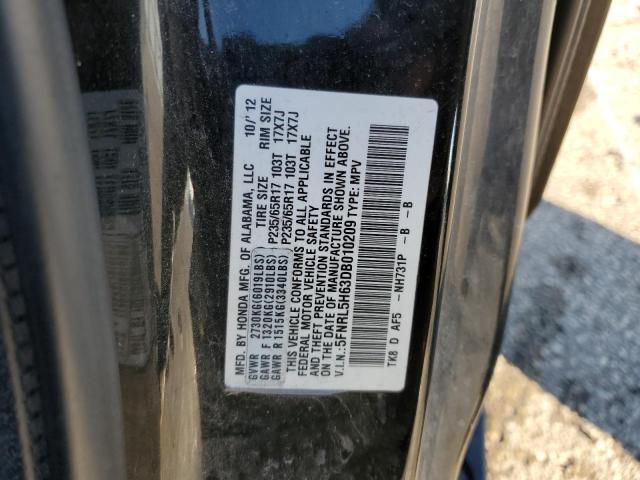 MFD. BY HONDA MFG. OF ALABAMA, LLC 10/'12
GVWR 2730KG(6019LBS) TIRE SIZE RIM SIZE
GAWR F 1320KG(2910LBS) P235/65R17 103T 17X7J
GAWR R 1515KG(3340LBS) P235/65R17 103T 17X7J
THIS VEHICLE CONFORMS TO ALL APPLICABLE
FEDERAL MOTOR VEHICLE SAFETY
AND THEFT PREVENTION STANDARDS IN EFFECT
ON THE DATE OF MANUFACTURE SHOWN ABOVE.
V.I.N.:5FNRL5H63DB010209 TYPE: MPV
TK8 D AF5 -NH731P -B -B